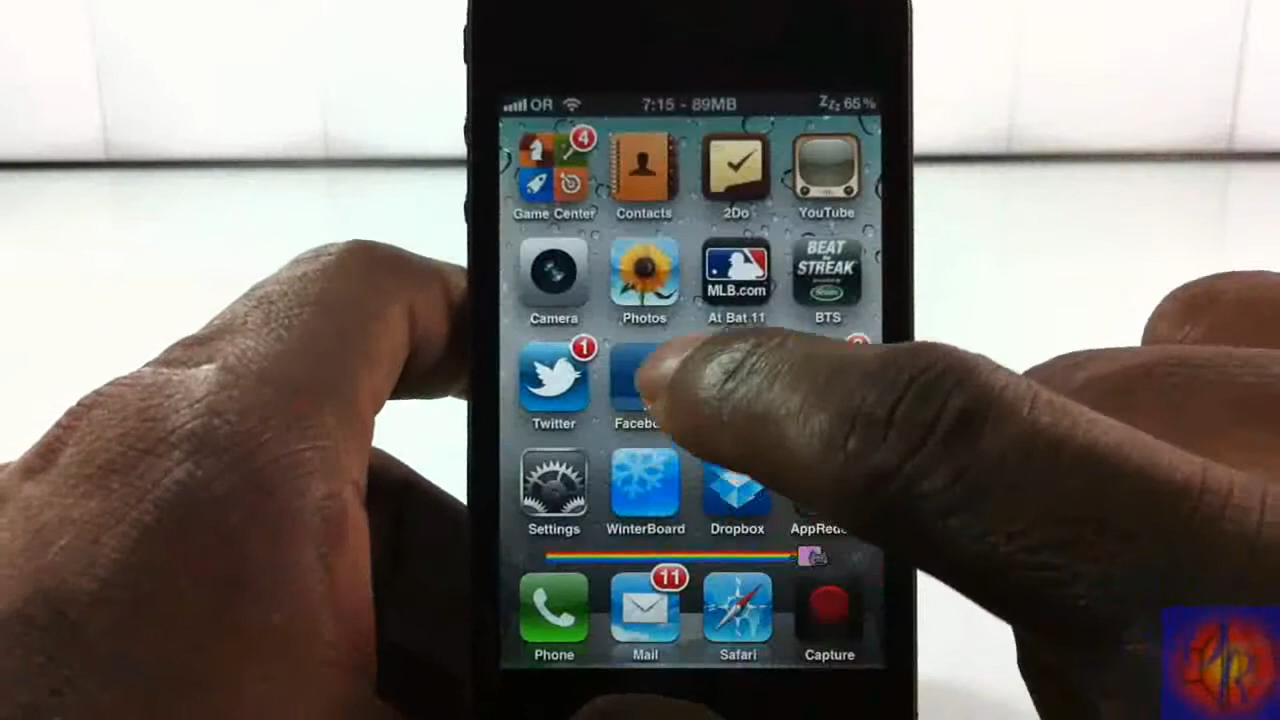 OR 7:15 - 89MB Zzz 65%
4
Game Center Contacts 2Do YouTube
MLB.com BEAT STREAK
Camera Photos At Bat 11 BTS
1
Twitter
Settings WinterBoard Dropbox
11
Phone Mail Safari Capture